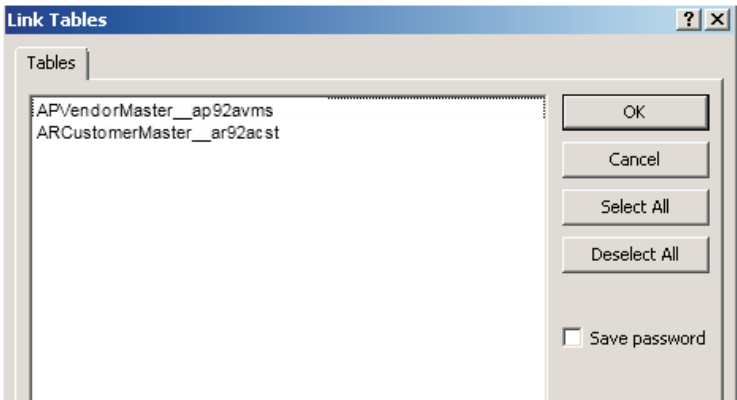 Link Tables
Tables
APVendorMaster__ap92avms
ARCustomerMaster__ar92acst
OK
Cancel
Select All
Deselect All
Save password